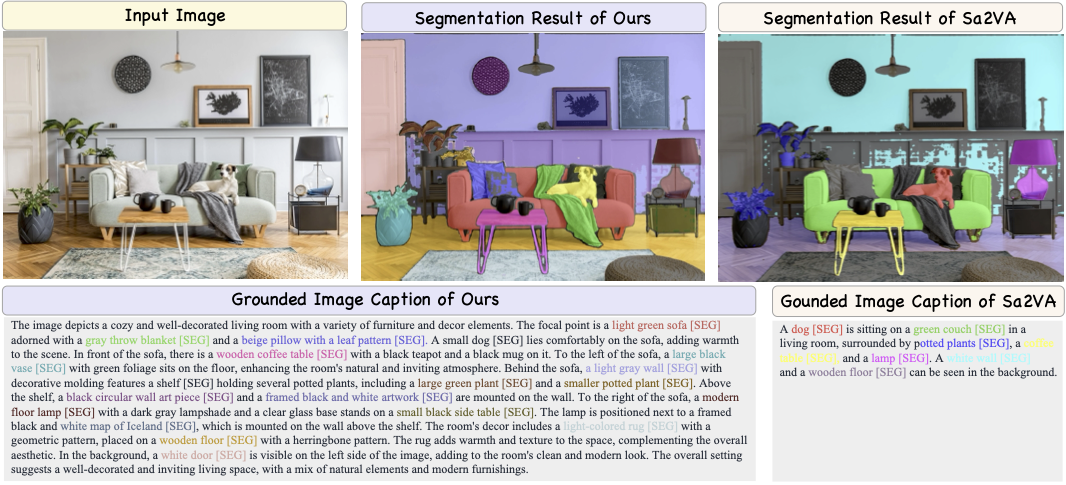 Input Image
Segmentation Result of Ours
Segmentation Result of Sa2VA
Grounded Image Caption of Ours
The image depicts a cozy and well-decorated living room with a variety of furniture and decor elements. The focal point is a light green sofa [SEG]
adorned with a gray throw blanket [SEG] and a beige pillow with a leaf pattern [SEG]. A small dog [SEG] lies comfortably on the sofa, adding warmth
to the scene. In front of the sofa, there is a wooden coffee table [SEG] with a black teapot and a black mug on it. To the left of the sofa, a large black
vase [SEG] with green foliage sits on the floor, enhancing the room's natural and inviting atmosphere. Behind the sofa, a light gray wall [SEG] with
decorative molding features a shelf [SEG] holding several potted plants, including a large green plant [SEG] and a smaller potted plant [SEG]. Above
the shelf, a black circular wall art piece [SEG] and a framed black and white artwork [SEG] are mounted on the wall. To the right of the sofa, a modern
floor lamp [SEG] with a dark gray lampshade and a clear glass base stands on a small black side table [SEG]. The lamp is positioned next to a framed
black and white map of Iceland [SEG], which is mounted on the wall above the shelf. The room's decor includes a light-colored rug [SEG] with a
geometric pattern, placed on a wooden floor [SEG] with a herringbone pattern. The rug adds warmth and texture to the space, complementing the overall
aesthetic. In the background, a white door [SEG] is visible on the left side of the image, adding to the room's clean and modern look. The overall setting
suggests a well-decorated and inviting living space, with a mix of natural elements and modern furnishings.
Gounded Image Caption of Sa2VA
A dog [SEG] is sitting on a green couch [SEG] in a
living room, surrounded by potted plants [SEG], a coffee
table [SEG], and a lamp [SEG]. A white wall [SEG]
and a wooden floor [SEG] can be seen in the background.